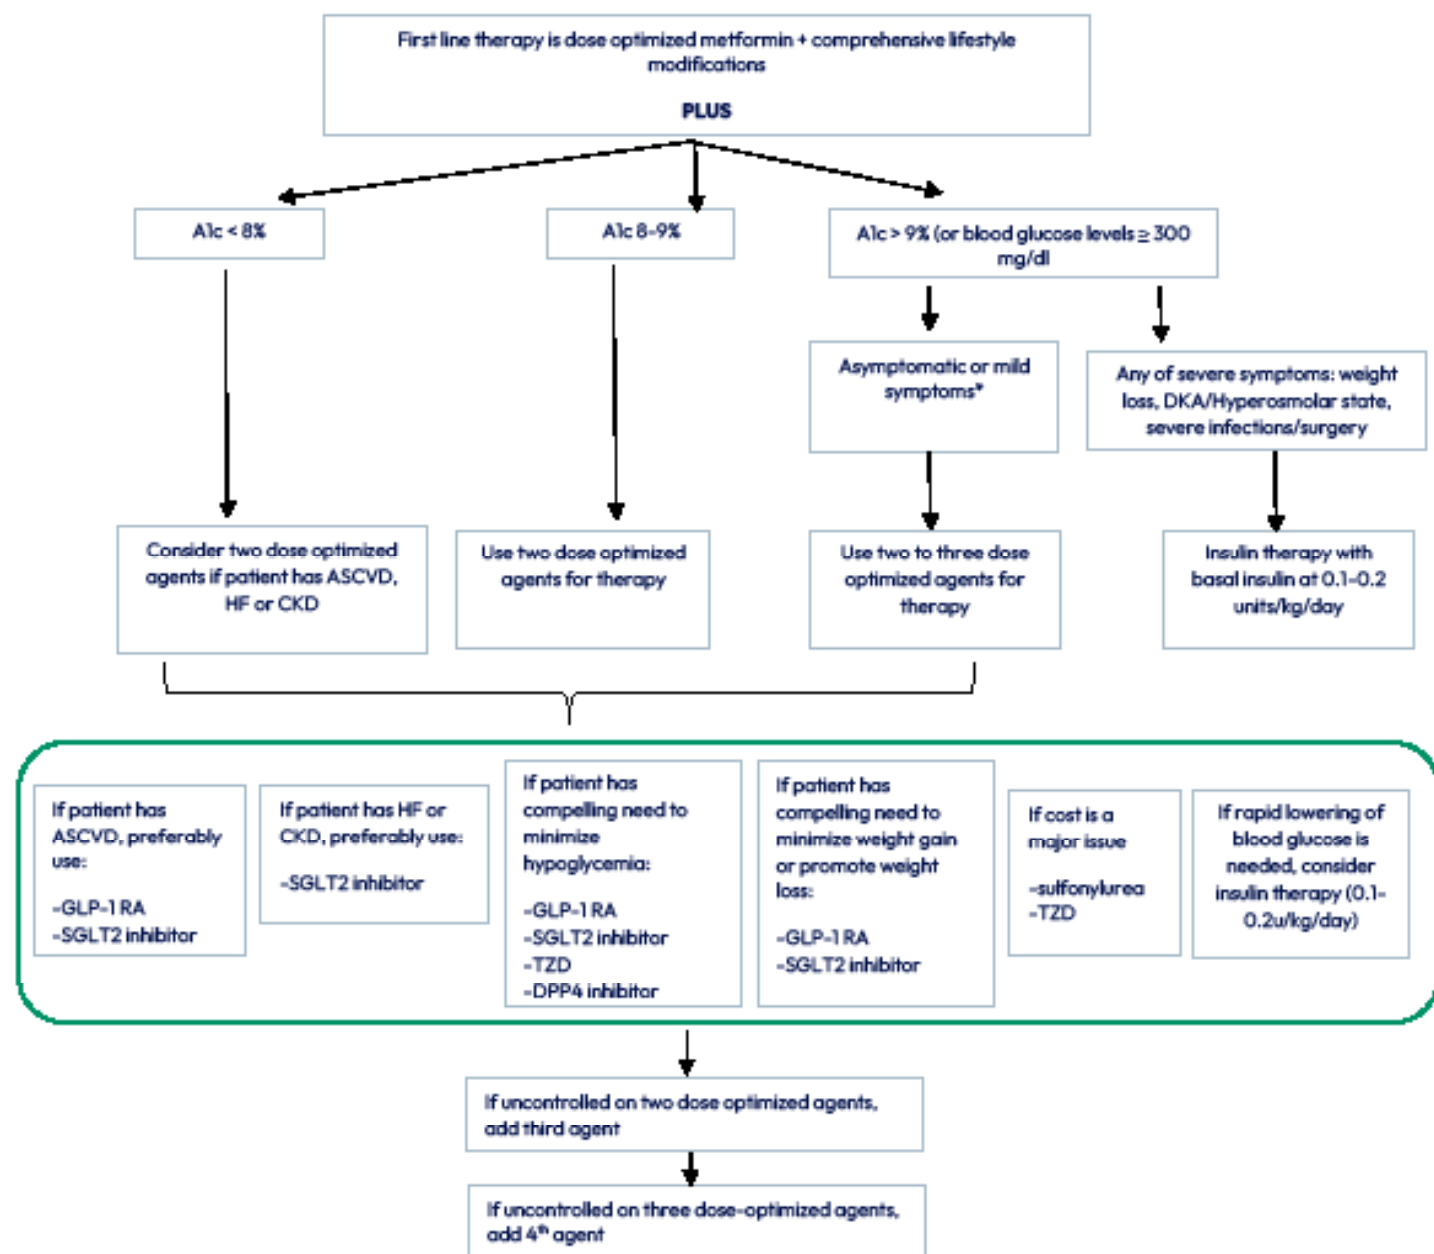 First line therapy is dose optimized metformin + comprehensive lifestyle
modifications
PLUS
A1c < 8%
A1c 8-9%
A1c > 9% (or blood glucose levels ≥ 300
mg/dl
Asymptomatic or mild
symptoms*
Any of severe symptoms: weight
loss, DKA/Hyperosmolar state,
severe infections/surgery
Consider two dose optimized
agents if patient has ASCVD,
HF or CKD
Use two dose optimized
agents for therapy
Use two to three dose
optimized agents for
therapy
Insulin therapy with
basal insulin at 0.1-0.2
units/kg/day
If patient has
ASCVD, preferably
use:
-GLP-1 RA
-SGLT2 inhibitor
If patient has HF or
CKD, preferably use:
-SGLT2 inhibitor
If patient has
compelling need to
minimize
hypoglycemia:
-GLP-1 RA
-SGLT2 inhibitor
-TZD
-DPP4 inhibitor
If patient has
compelling need to
minimize weight gain
or promote weight
loss:
-GLP-1 RA
-SGLT2 inhibitor
If cost is a
major issue
-sulfonylurea
-TZD
If rapid lowering of
blood glucose is
needed, consider
insulin therapy (0.1-
0.2u/kg/day)
If uncontrolled on two dose optimized agents,
add third agent
If uncontrolled on three dose-optimized agents,
add 4th agent